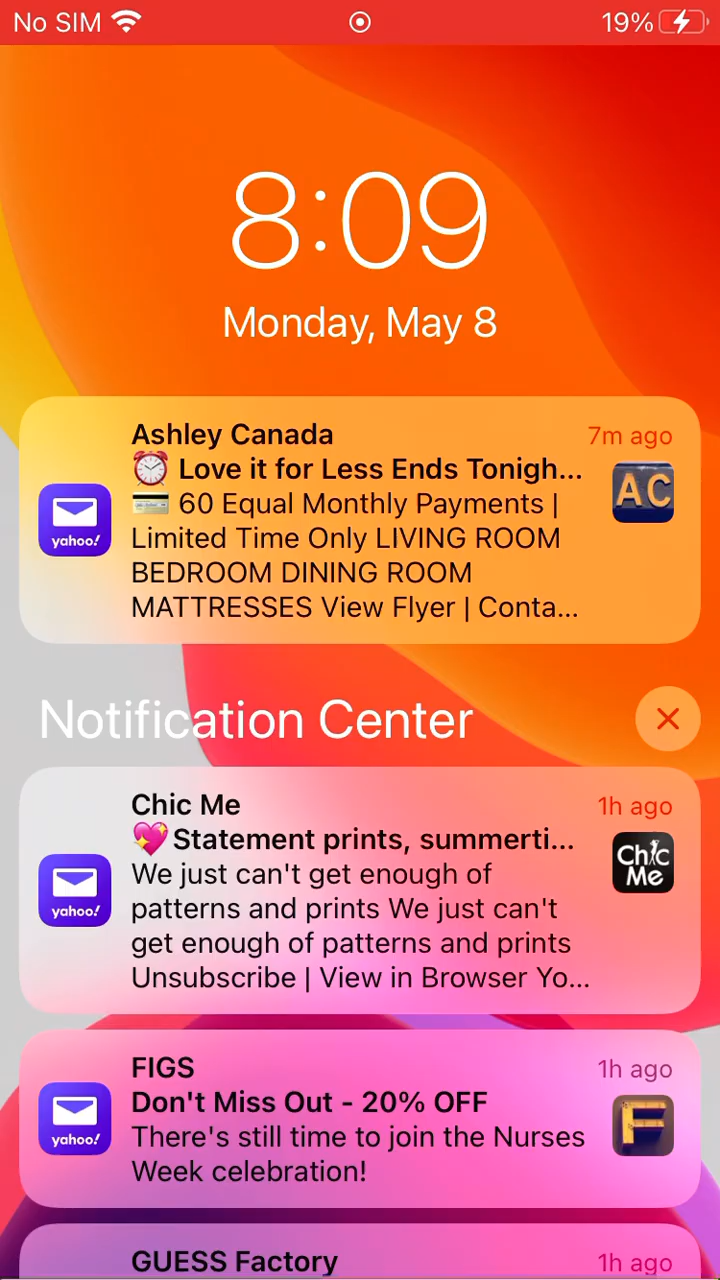 No SIM 19%
8:09
Monday, May 8
Ashley Canada 7m ago
⏰ Love it for Less Ends Tonigh...
💳 60 Equal Monthly Payments |
Limited Time Only LIVING ROOM
BEDROOM DINING ROOM
MATTRESSES View Flyer | Conta...
yahoo!
AC
Notification Center
Chic Me 1h ago
💖Statement prints, summerti...
We just can't get enough of
patterns and prints We just can't
get enough of patterns and prints
Unsubscribe | View in Browser Yo...
yahoo!
Chic
Me
FIGS 1h ago
Don't Miss Out - 20% OFF
There's still time to join the Nurses
Week celebration!
yahoo!
F
GUESS Factory 1h ago